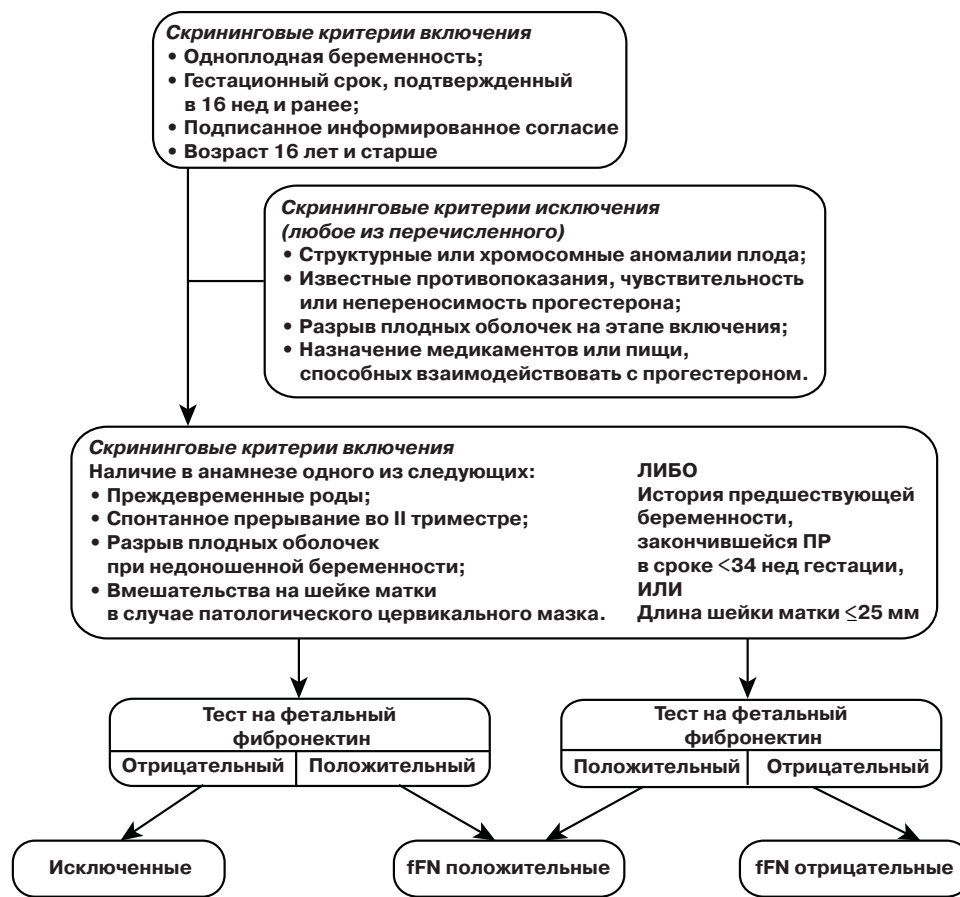 Скрининговые критерии включения
• Одноплодная беременность;
• Гестационный срок, подтвержденный
в 16 нед и ранее;
• Подписанное информированное согласие
• Возраст 16 лет и старше
Скрининговые критерии исключения
(любое из перечисленного)
• Структурные или хромосомные аномалии плода;
• Известные противопоказания, чувствительность
или непереносимость прогестерона;
• Разрыв плодных оболочек на этапе включения;
• Назначение медикаментов или пищи,
способных взаимодействовать с прогестероном.
Скрининговые критерии включения
Наличие в анамнезе одного из следующих:
• Преждевременные роды;
• Спонтанное прерывание во II триместре;
• Разрыв плодных оболочек
при недоношенной беременности;
• Вмешательства на шейке матки
в случае патологического цервикального мазка.
ЛИБО
История предшествующей
беременности,
закончившейся ПР
в сроке <34 нед гестации,
ИЛИ
Длина шейки матки ≤25 мм
Тест на фетальный
фибронектин
Отрицательный
Положительный
Тест на фетальный
фибронектин
Положительный
Отрицательный
Исключенные
fFN положительные
fFN отрицательные